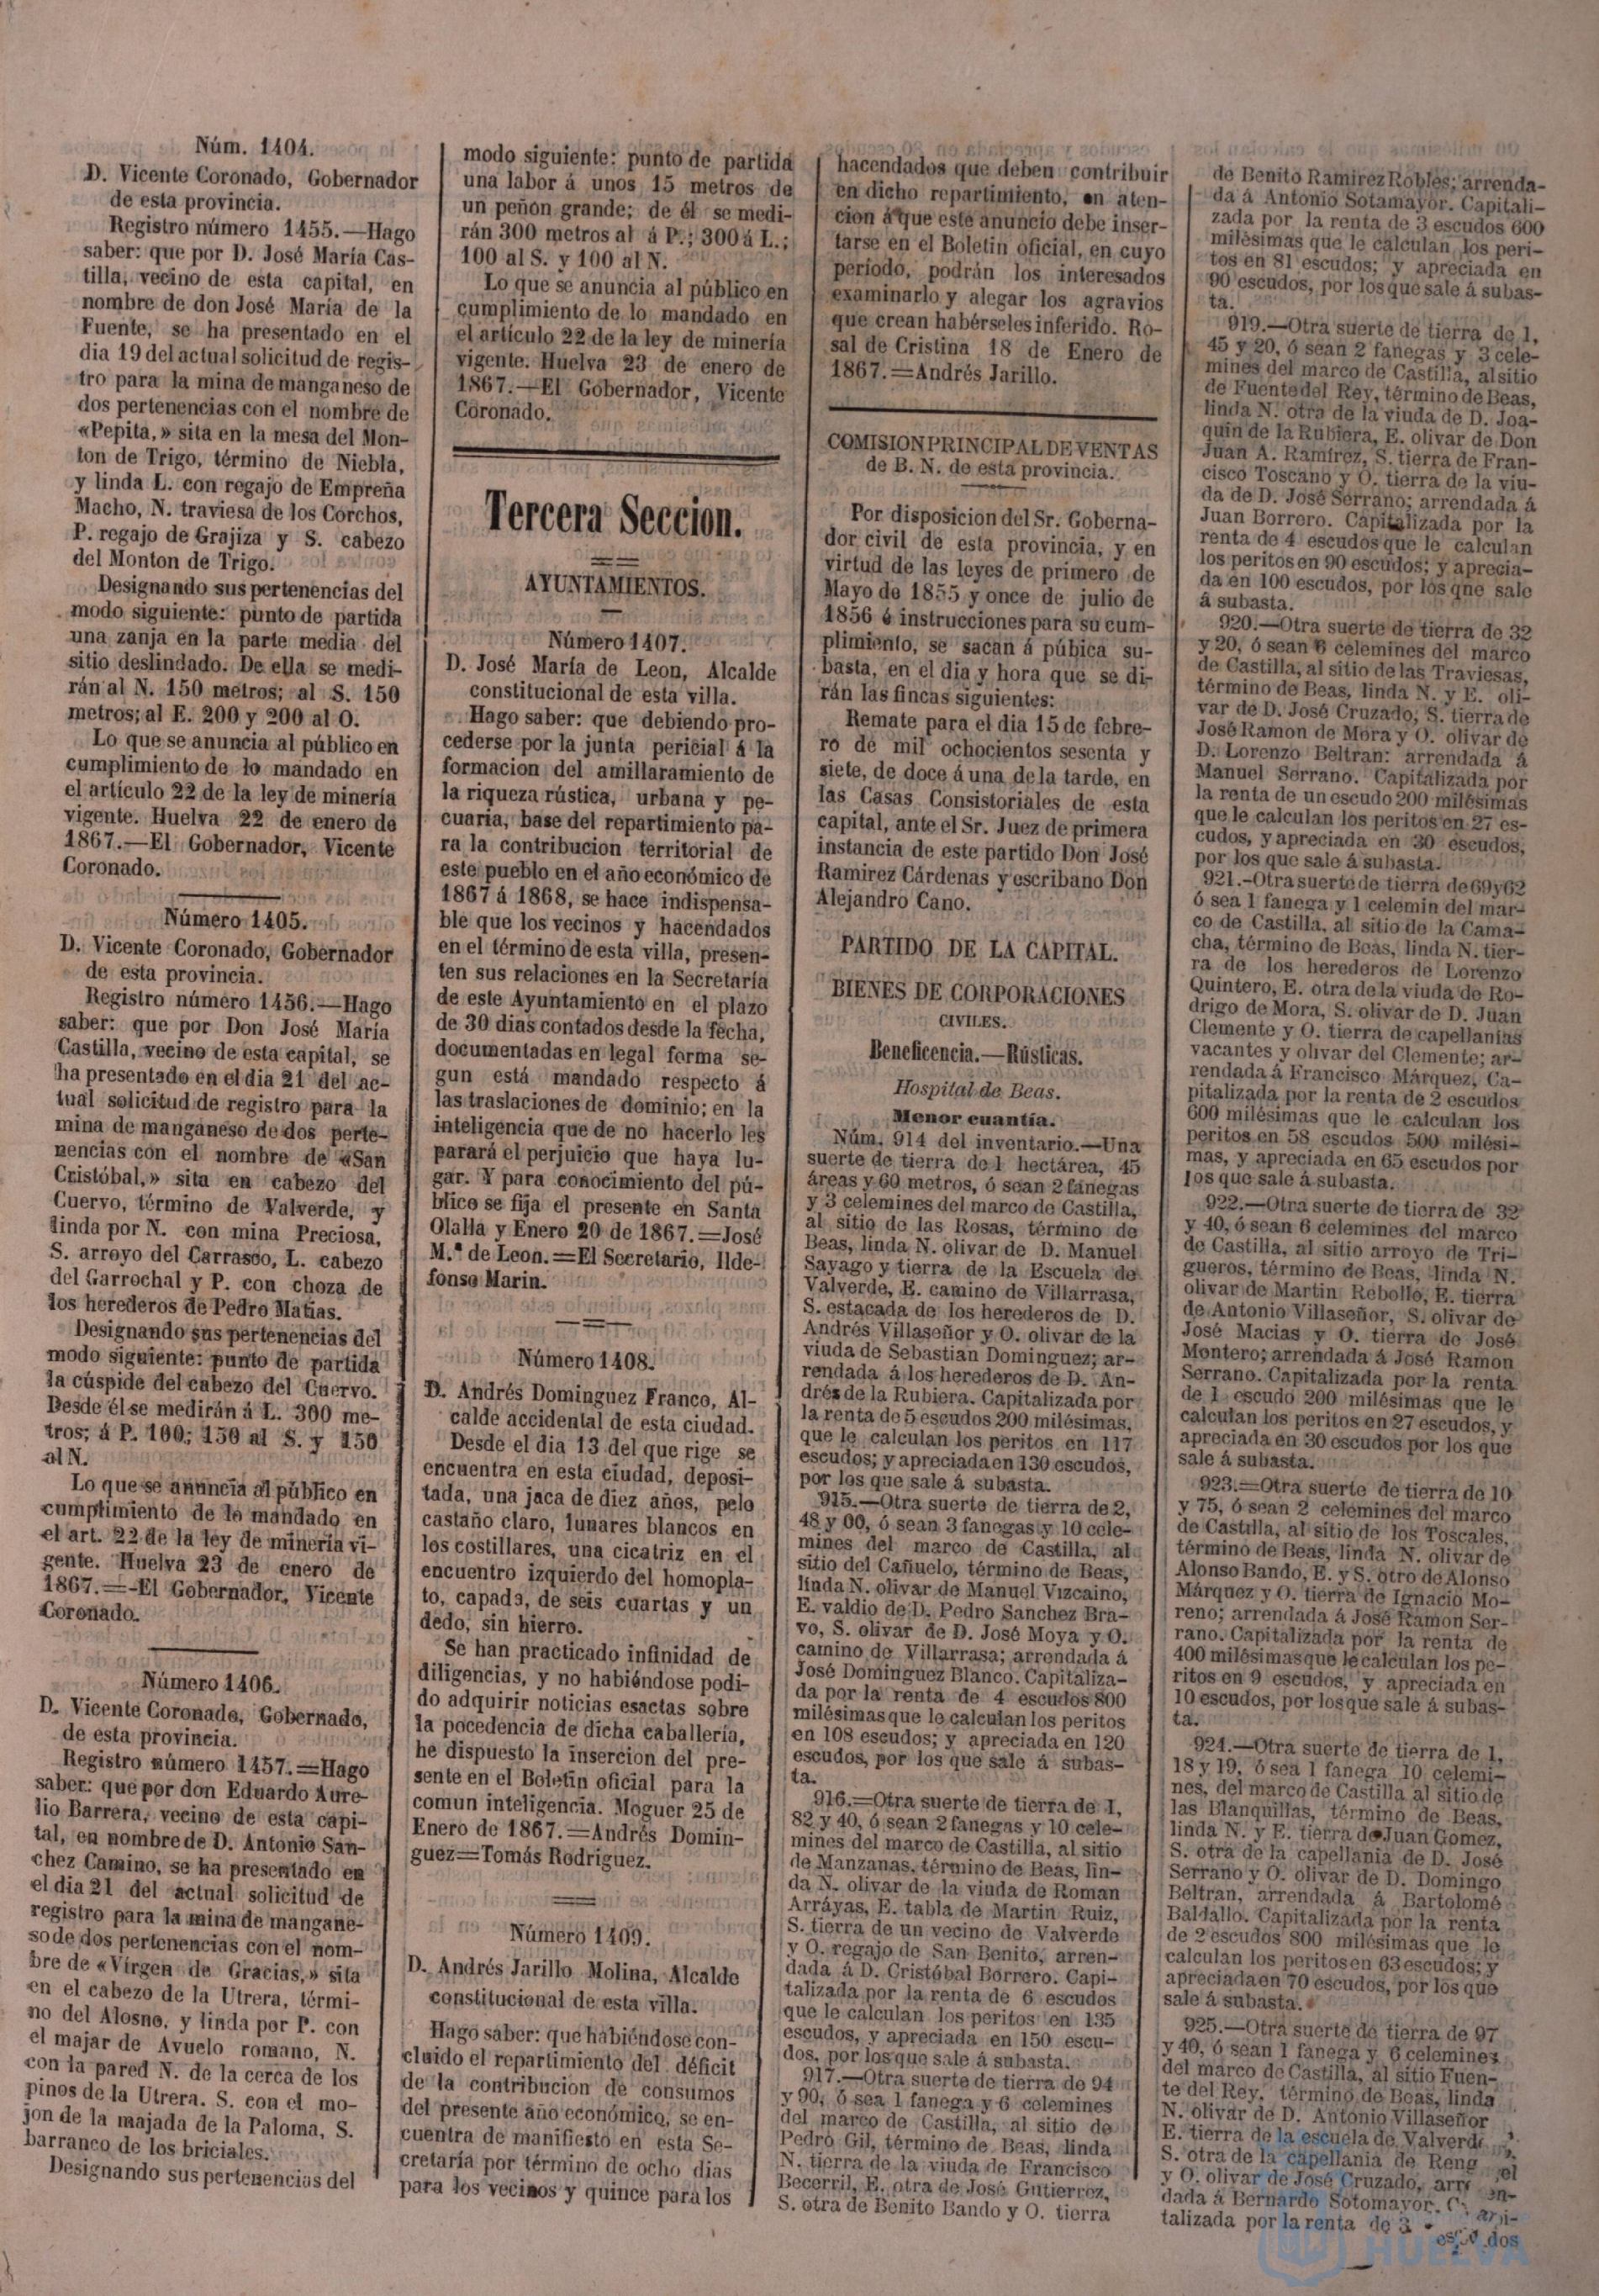 Núm. 1404.
D. Vicente Coronado, Gobernador
de esta provincia.
Registro número 1455.—Hago
saber: que por D. José María Cas-
tilla, vecino de esta capital, en
nombre de don José María de la
Fuente, se ha presentado en el
dia 19 del actual solicitud de regis-
tro para la mina de manganeso de
dos pertenencias con el nombre de
«Pepita,» sita en la mesa del Mon-
ton de Trigo, término de Niebla,
y linda L. con regajo de Empreña
Macho, N. traviesa de los Corchos,
P. regajo de Grajiza y S. cabezo
del Monton de Trigo.
Designando sus pertenencias del
modo siguiente: punto de partida
una zanja en la parte media del
sitio deslindado. De ella se medi-
rán al N. 150 metros; al S. 150
metros; al E. 200 y 200 al O.
Lo que se anuncia al público en
cumplimiento de lo mandado en
el artículo 22 de la ley de minería
vigente. Huelva 22 de enero de
1867.—El Gobernador, Vicente
Coronado.
Número 1405.
D. Vicente Coronado, Gobernador
de esta provincia.
Registro número 1456.—Hago
saber: que por Don José María
Castilla, vecino de esta capital, se
ha presentado en el dia 21 del ac-
tual solicitud de registro para la
mina de manganeso de dos perte-
nencias con el nombre de «San
Cristóbal,» sita en cabezo del
Cuervo, término de Valverde, y
linda por N. con mina Preciosa,
S. arroyo del Carrasco, L. cabezo
del Garrochal y P. con choza de
los herederos de Pedro Matias.
Designando sus pertenencias del
modo siguiente: punto de partida
la cúspide del cabezo del Cuervo.
Desde él se medirán á L. 300 me-
tros; á P. 100; 150 al S. y 150
al N.
Lo que se anuncia al público en
cumplimiento de lo mandado en
el art. 22 de la ley de mineria vi-
gente. Huelva 23 de enero de
1867.—-El Gobernador, Vicente
Coronado.
Número 1406.
D. Vicente Coronado, Gobernado,
de esta provincia.
Registro número 1457.=Hago
saber: que por don Eduardo Aure-
lio Barrera, vecino de esta capi-
tal, en nombre de D. Antonio San-
chez Camino, se ha presentado en
el dia 21 del actual solicitud de
registro para la mina de mangane-
so de dos pertenencias con el nom-
bre de «Virgen de Gracias,» sita
en el cabezo de la Utrera, térmi-
no del Alosno, y linda por P. con
el majar de Avuelo romano, N.
con la pared N. de la cerca de los
pinos de la Utrera. S. con el mo-
jon de la majada de la Paloma, S.
barranco de los briciales.
Designando sus pertenencias del
modo siguiente: punto de partida
una labor á unos 15 metros de
un peñon grande; de él se medi-
rán 300 metros al á P.; 300 á L.;
100 al S. y 100 al N.
Lo que se anuncia al público en
cumplimiento de lo mandado en
el artículo 22 de la ley de minería
vigente. Huelva 23 de enero de
1867.—El Gobernador, Vicente
Coronado.
Tercera Seccion.
AYUNTAMIENTOS.
Número 1407.
D. José María de Leon, Alcalde
constitucional de esta villa.
Hago saber: que debiendo pro-
cederse por la junta pericial á la
formacion del amillaramiento de
la riqueza rústica, urbana y pe-
cuaria, base del repartimiento pa-
ra la contribucion territorial de
este pueblo en el año económico de
1867 á 1868, se hace indispensa-
ble que los vecinos y hacendados
en el término de esta villa, presen-
ten sus relaciones en la Secretaría
de este Ayuntamiento en el plazo
de 30 dias contados desde la fecha,
documentadas en legal forma se-
gun está mandado respecto á
las traslaciones de dominio; en la
inteligencia que de no hacerlo les
parará el perjuicio que haya lu-
gar. Y para conocimiento del pú-
blico se fija el presente en Santa
Olalla y Enero 20 de 1867.=José
M.ª de Leon.=El Secretario, Ilde-
fonso Marin.
Número 1408.
D. Andrés Dominguez Franco, Al-
calde accidental de esta ciudad.
Desde el dia 13 del que rige se
encuentra en esta ciudad, deposi-
tada, una jaca de diez años, pelo
castaño claro, lunares blancos en
los costillares, una cicatriz en el
encuentro izquierdo del homopla-
to, capada, de seis cuartas y un
dedo, sin hierro.
Se han practicado infinidad de
diligencias, y no habiéndose podi-
do adquirir noticias esactas sobre
la pocedencia de dicha caballería,
he dispuesto la insercion del pre-
sente en el Boletin oficial para la
comun inteligencia. Moguer 25 de
Enero de 1867.=Andrés Domin-
guez=Tomás Rodriguez.
Número 1409.
D. Andrés Jarillo Molina, Alcalde
constitucional de esta villa.
Hago saber: que habiéndose con-
cluido el repartimiento del déficit
de la contribucion de consumos
del presente año económico, se en-
cuentra de manifiesto en esta Se-
cretaría por término de ocho dias
para los vecinos y quince para los
hacendados que deben contribuir
en dicho repartimiento, en aten-
cion á que este anuncio debe inser-
tarse en el Boletin oficial, en cuyo
período, podrán los interesados
examinarlo y alegar los agravios
que crean habérseles inferido. Ro-
sal de Cristina 18 de Enero de
1867.=Andrés Jarillo.
COMISION PRINCIPAL DE VENTAS
de B. N. de esta provincia.
Por disposicion del Sr. Goberna-
dor civil de esta provincia, y en
virtud de las leyes de primero de
Mayo de 1855 y once de julio de
1856 é instrucciones para su cum-
plimiento, se sacan á púbica su-
basta, en el dia y hora que se di-
rán las fincas siguientes:
Remate para el dia 15 de febre-
ro de mil ochocientos sesenta y
siete, de doce á una de la tarde, en
las Casas Consistoriales de esta
capital, ante el Sr. Juez de primera
instancia de este partido Don José
Ramirez Cárdenas y escribano Don
Alejandro Cano.
PARTIDO DE LA CAPITAL.
BIENES DE CORPORACIONES
CIVILES.
Beneficencia.—Rústicas.
Hospital de Beas.
Menor cuantía.
Núm. 914 del inventario.—Una
suerte de tierra de 1 hectárea, 45
áreas y 60 metros, ó sean 2 fánegas
y 3 celemines del marco de Castilla,
al sitio de las Rosas, término de
Beas, linda N. olivar de D. Manuel
Sayago y tierra de la Escuela de
Valverde, E. camino de Villarrasa,
S. estacada de los herederos de D.
Andrés Villaseñor y O. olivar de la
viuda de Sebastian Dominguez; ar-
rendada á los herederos de D. An-
drés de la Rubiera. Capitalizada por
la renta de 5 escudos 200 milésimas,
que le calculan los peritos en 117
escudos; y apreciada en 130 escudos,
por los que sale á subasta.
915.—Otra suerte de tierra de 2,
48 y 00, ó sean 3 fanegas y 10 cele-
mines del marco de Castilla, al
sitio del Cañuelo, término de Beas,
linda N. olivar de Manuel Vizcaino,
E. valdio de D. Pedro Sanchez Bra-
vo, S. olivar de D. José Moya y O.
camino de Villarrasa; arrendada á
José Dominguez Blanco. Capitaliza-
da por la renta de 4 escudos 800
milésimas que le calculan los peritos
en 108 escudos; y apreciada en 120
escudos, por los que sale á subas-
ta.
916.=Otra suerte de tierra de 1,
82 y 40, ó sean 2 fanegas y 10 cele-
mines del marco de Castilla, al sitio
de Manzanas, término de Beas, lin-
da N. olivar de la viuda de Roman
Arráyas, E. tabla de Martin Ruiz,
S. tierra de un vecino de Valverde
y O. regajo de San Benito, arren-
dada á D. Cristóbal Borrero. Capi-
talizada por la renta de 6 escudos
que le calculan los peritos en 135
escudos, y apreciada en 150 escu-
dos, por los que sale á subasta.
917.—Otra suerte de tierra de 94
y 90, ó sea 1 fanega y 6 celemines
del marco de Castilla, al sitio de
Pedro Gil, término de Beas, linda
N. tierra de la viuda de Francisco
Becerril, E. otra de José Gutierrez,
S. otra de Benito Bando y O. tierra
de Benito Ramirez Robles; arrenda-
da á Antonio Sotamayor. Capitali-
zada por la renta de 3 escudos 600
milésimas que le calculan los peri-
tos en 81 escudos; y apreciada en
90 escudos, por los que sale á subas-
ta.
919.—Otra suerte de tierra de 1,
45 y 20, ó sean 2 fanegas y 3 cele-
mines del marco de Castilla, al sitio
de Fuente del Rey, término de Beas,
linda N. otra de la viuda de D. Joa-
quin de la Rubiera, E. olivar de Don
Juan A. Ramirez, S. tierra de Fran-
cisco Toscano y O. tierra de la viu-
da de D. José Serrano; arrendada á
Juan Borrero. Capitalizada por la
renta de 4 escudos que le calculan
los peritos en 90 escudos; y aprecia-
da en 100 escudos, por los que sale
á subasta.
920.—Otra suerte de tierra de 32
y 20, ó sean 6 celemines del marco
de Castilla, al sitio de las Traviesas,
término de Beas, linda N. y E. oli-
var de D. José Cruzado, S. tierra de
José Ramon de Mora y O. olivar de
D. Lorenzo Beltran: arrendada á
Manuel Serrano. Capitalizada por
la renta de un escudo 200 milésimas
que le calculan los peritos en 27 es-
cudos, y apreciada en 30 escudos,
por los que sale á subasta.
921.-Otra suerte de tierra de 69 y 62
ó sea 1 fanega y 1 celemin del mar-
co de Castilla, al sitio de la Cama-
cha, término de Beas, linda N. tier-
ra de los herederos de Lorenzo
Quintero, E. otra de la viuda de Ro-
drigo de Mora, S. olivar de D. Juan
Clemente y O. tierra de capellanías
vacantes y olivar del Clemente; ar-
rendada á Francisco Márquez. Ca-
pitalizada por la renta de 2 escudos
600 milésimas que le calculan los
peritos en 58 escudos 500 milési-
mas, y apreciada en 65 escudos por
los que sale á subasta.
922.—Otra suerte de tierra de 32
y 40, ó sean 6 celemines del marco
de Castilla, al sitio arroyo de Tri-
gueros, término de Beas, linda N.
olivar de Martin Rebollo, E. tierra
de Antonio Villaseñor, S. olivar de
José Macias y O. tierra de José
Montero; arrendada á José Ramon
Serrano. Capitalizada por la renta
de 1 escudo 200 milésimas que le
calculan los peritos en 27 escudos, y
apreciada en 30 escudos por los que
sale á subasta.
923.=Otra suerte de tierra de 10
y 75, ó sean 2 celemines del marco
de Castilla, al sitio de los Toscales,
término de Beas, linda N. olivar de
Alonso Bando, E. y S. otro de Alonso
Márquez y O. tierra de Ignacio Mo-
reno; arrendada á José Ramon Ser-
rano. Capitalizada por la renta de
400 milésimas que le calculan los pe-
ritos en 9 escudos, y apreciada en
10 escudos, por los que sale á subas-
ta.
924.—Otra suerte de tierra de 1,
18 y 19, ó sea 1 fanega 10 celemi-
nes, del marco de Castilla al sitio de
las Blanquillas, término de Beas,
linda N. y E. tierra de Juan Gomez,
S. otra de la capellania de D. José
Serrano y O. olivar de D. Domingo
Beltran, arrendada á Bartolomé
Baldallo. Capitalizada por la renta
de 2 escudos 800 milésimas que le
calculan los peritos en 63 escudos; y
apreciada en 70 escudos, por los que
sale á subasta.
925.—Otra suerte de tierra de 97
y 40, ó sean 1 fanega y 6 celemines
del marco de Castilla, al sitio Fuen-
te del Rey, término de Beas, linda
N. olivar de D. Antonio Villaseñor
E. tierra de la escuela de Valverde
S. otra de la capellania de
y O. olivar de José Cruzado,
dada á Bernardo Sotomayor.
talizada por la renta de 3
HUELVA